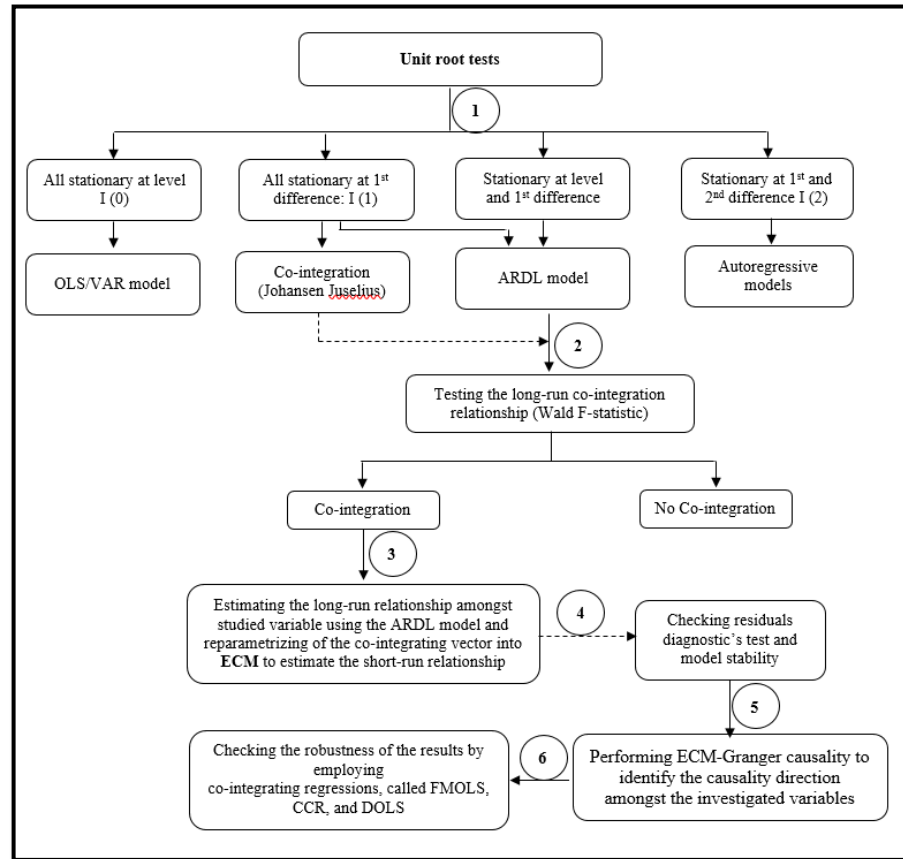 Unit root tests
1
All stationary at level
I (0)
All stationary at 1st
difference: I (1)
Stationary at level
and 1st difference
Stationary at 1st and
2nd difference I (2)
OLS/VAR model
Co-integration
(Johansen Juselius)
ARDL model
Autoregressive
models
2
Testing the long-run co-integration
relationship (Wald F-statistic)
Co-integration
No Co-integration
3
Estimating the long-run relationship amongst
studied variable using the ARDL model and
reparametrizing of the co-integrating vector into
ECM to estimate the short-run relationship
4
Checking residuals
diagnostic's test and
model stability
5
Performing ECM-Granger causality to
identify the causality direction
amongst the investigated variables
6
Checking the robustness of the results by
employing
co-integrating regressions, called FMOLS,
CCR, and DOLS